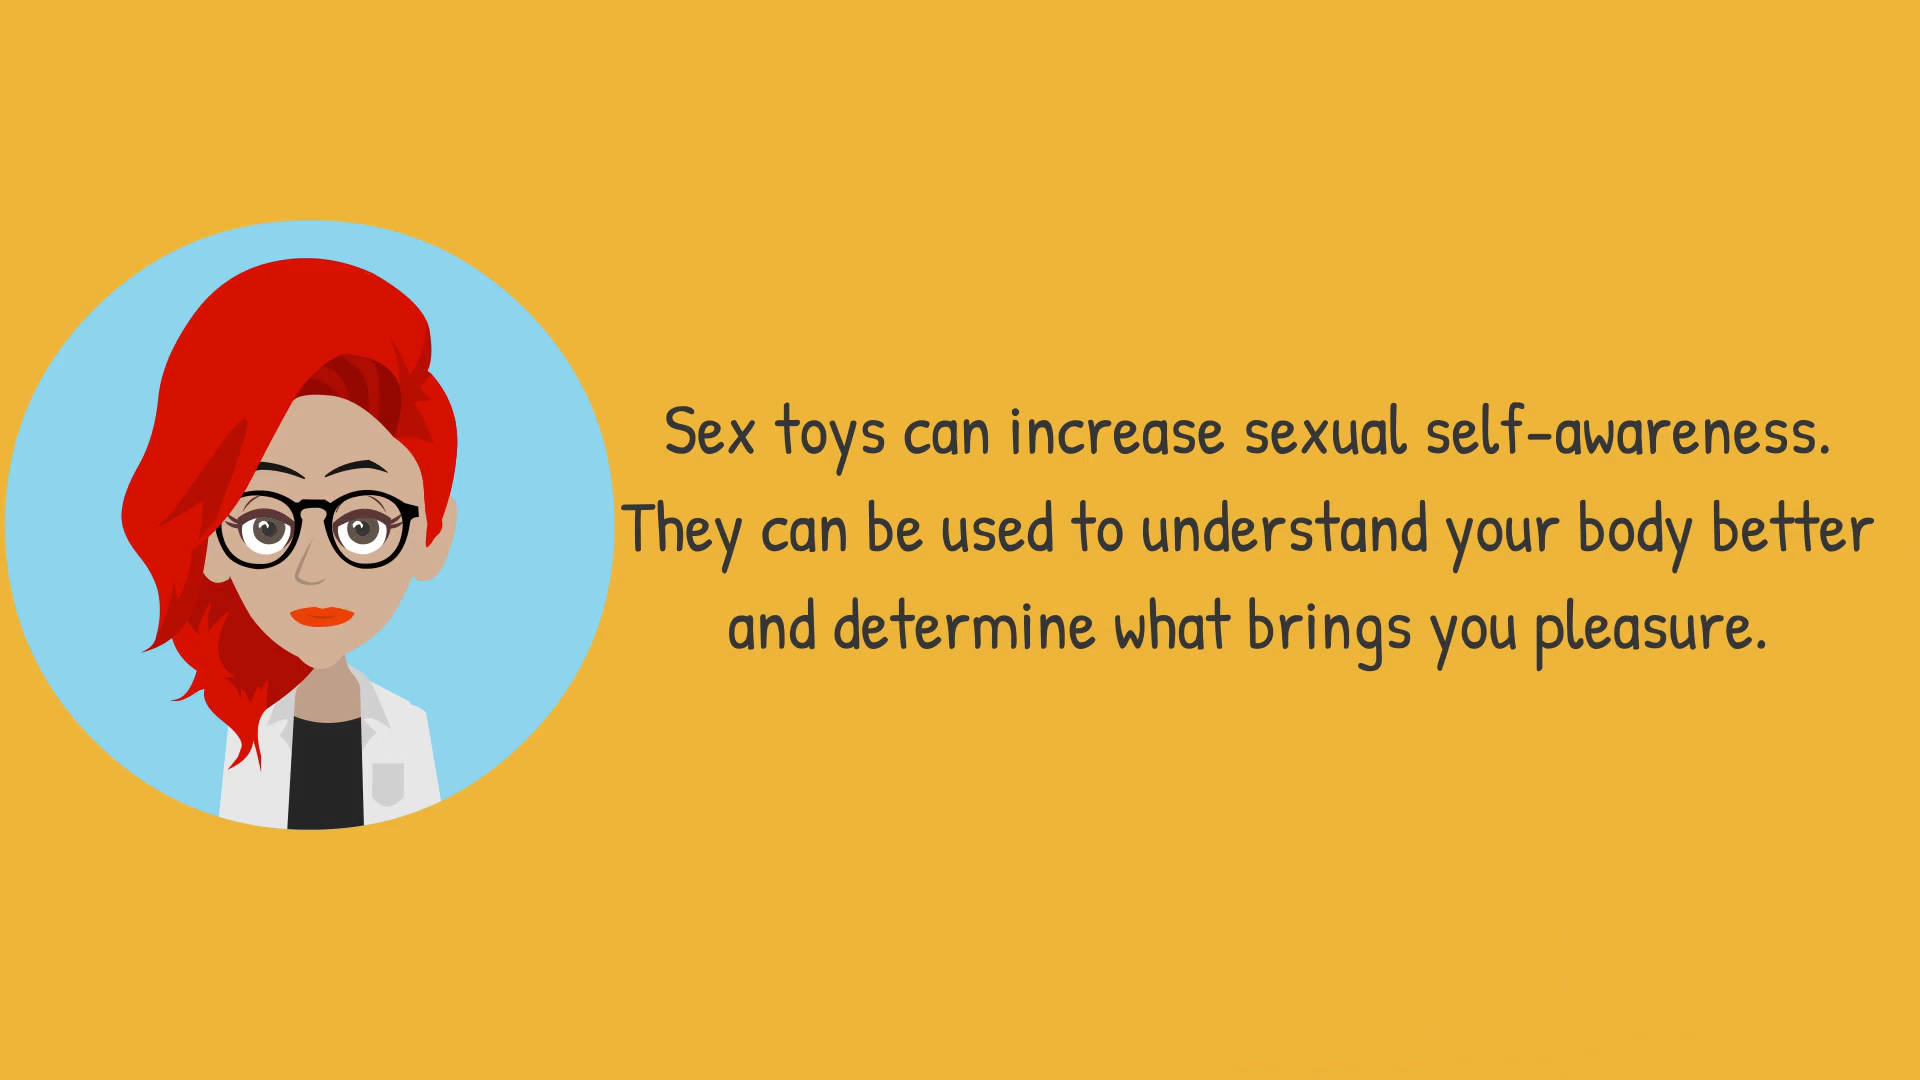 Sex toys can increase sexual self-awareness.
They can be used to understand your body better
and determine what brings you pleasure.